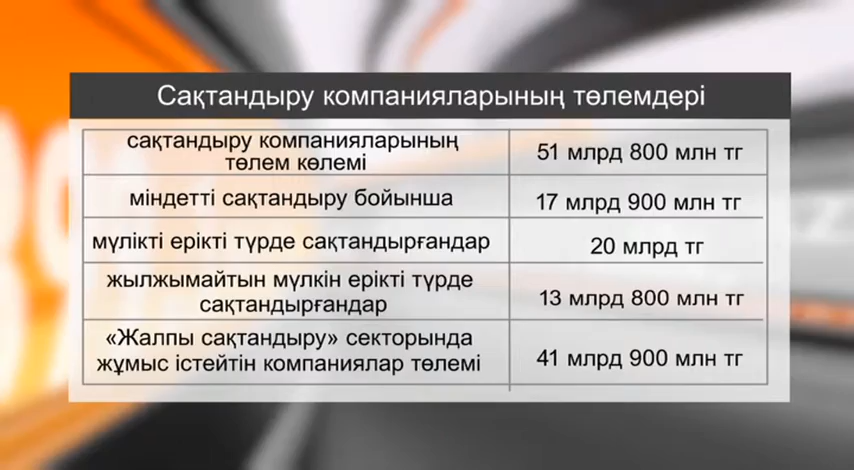 Сақтандыру компанияларының төлемдері
сақтандыру компанияларының
төлем көлемі
51 млрд 800 млн тг
міндетті сақтандыру бойынша
17 млрд 900 млн тг
мүлікті ерікті түрде сақтандырғандар
20 млрд тг
жылжымайтын мүлкін ерікті түрде
сақтандырғандар
13 млрд 800 млн тг
«Жалпы сақтандыру» секторында
жұмыс істейтін компаниялар төлемі
41 млрд 900 млн тг